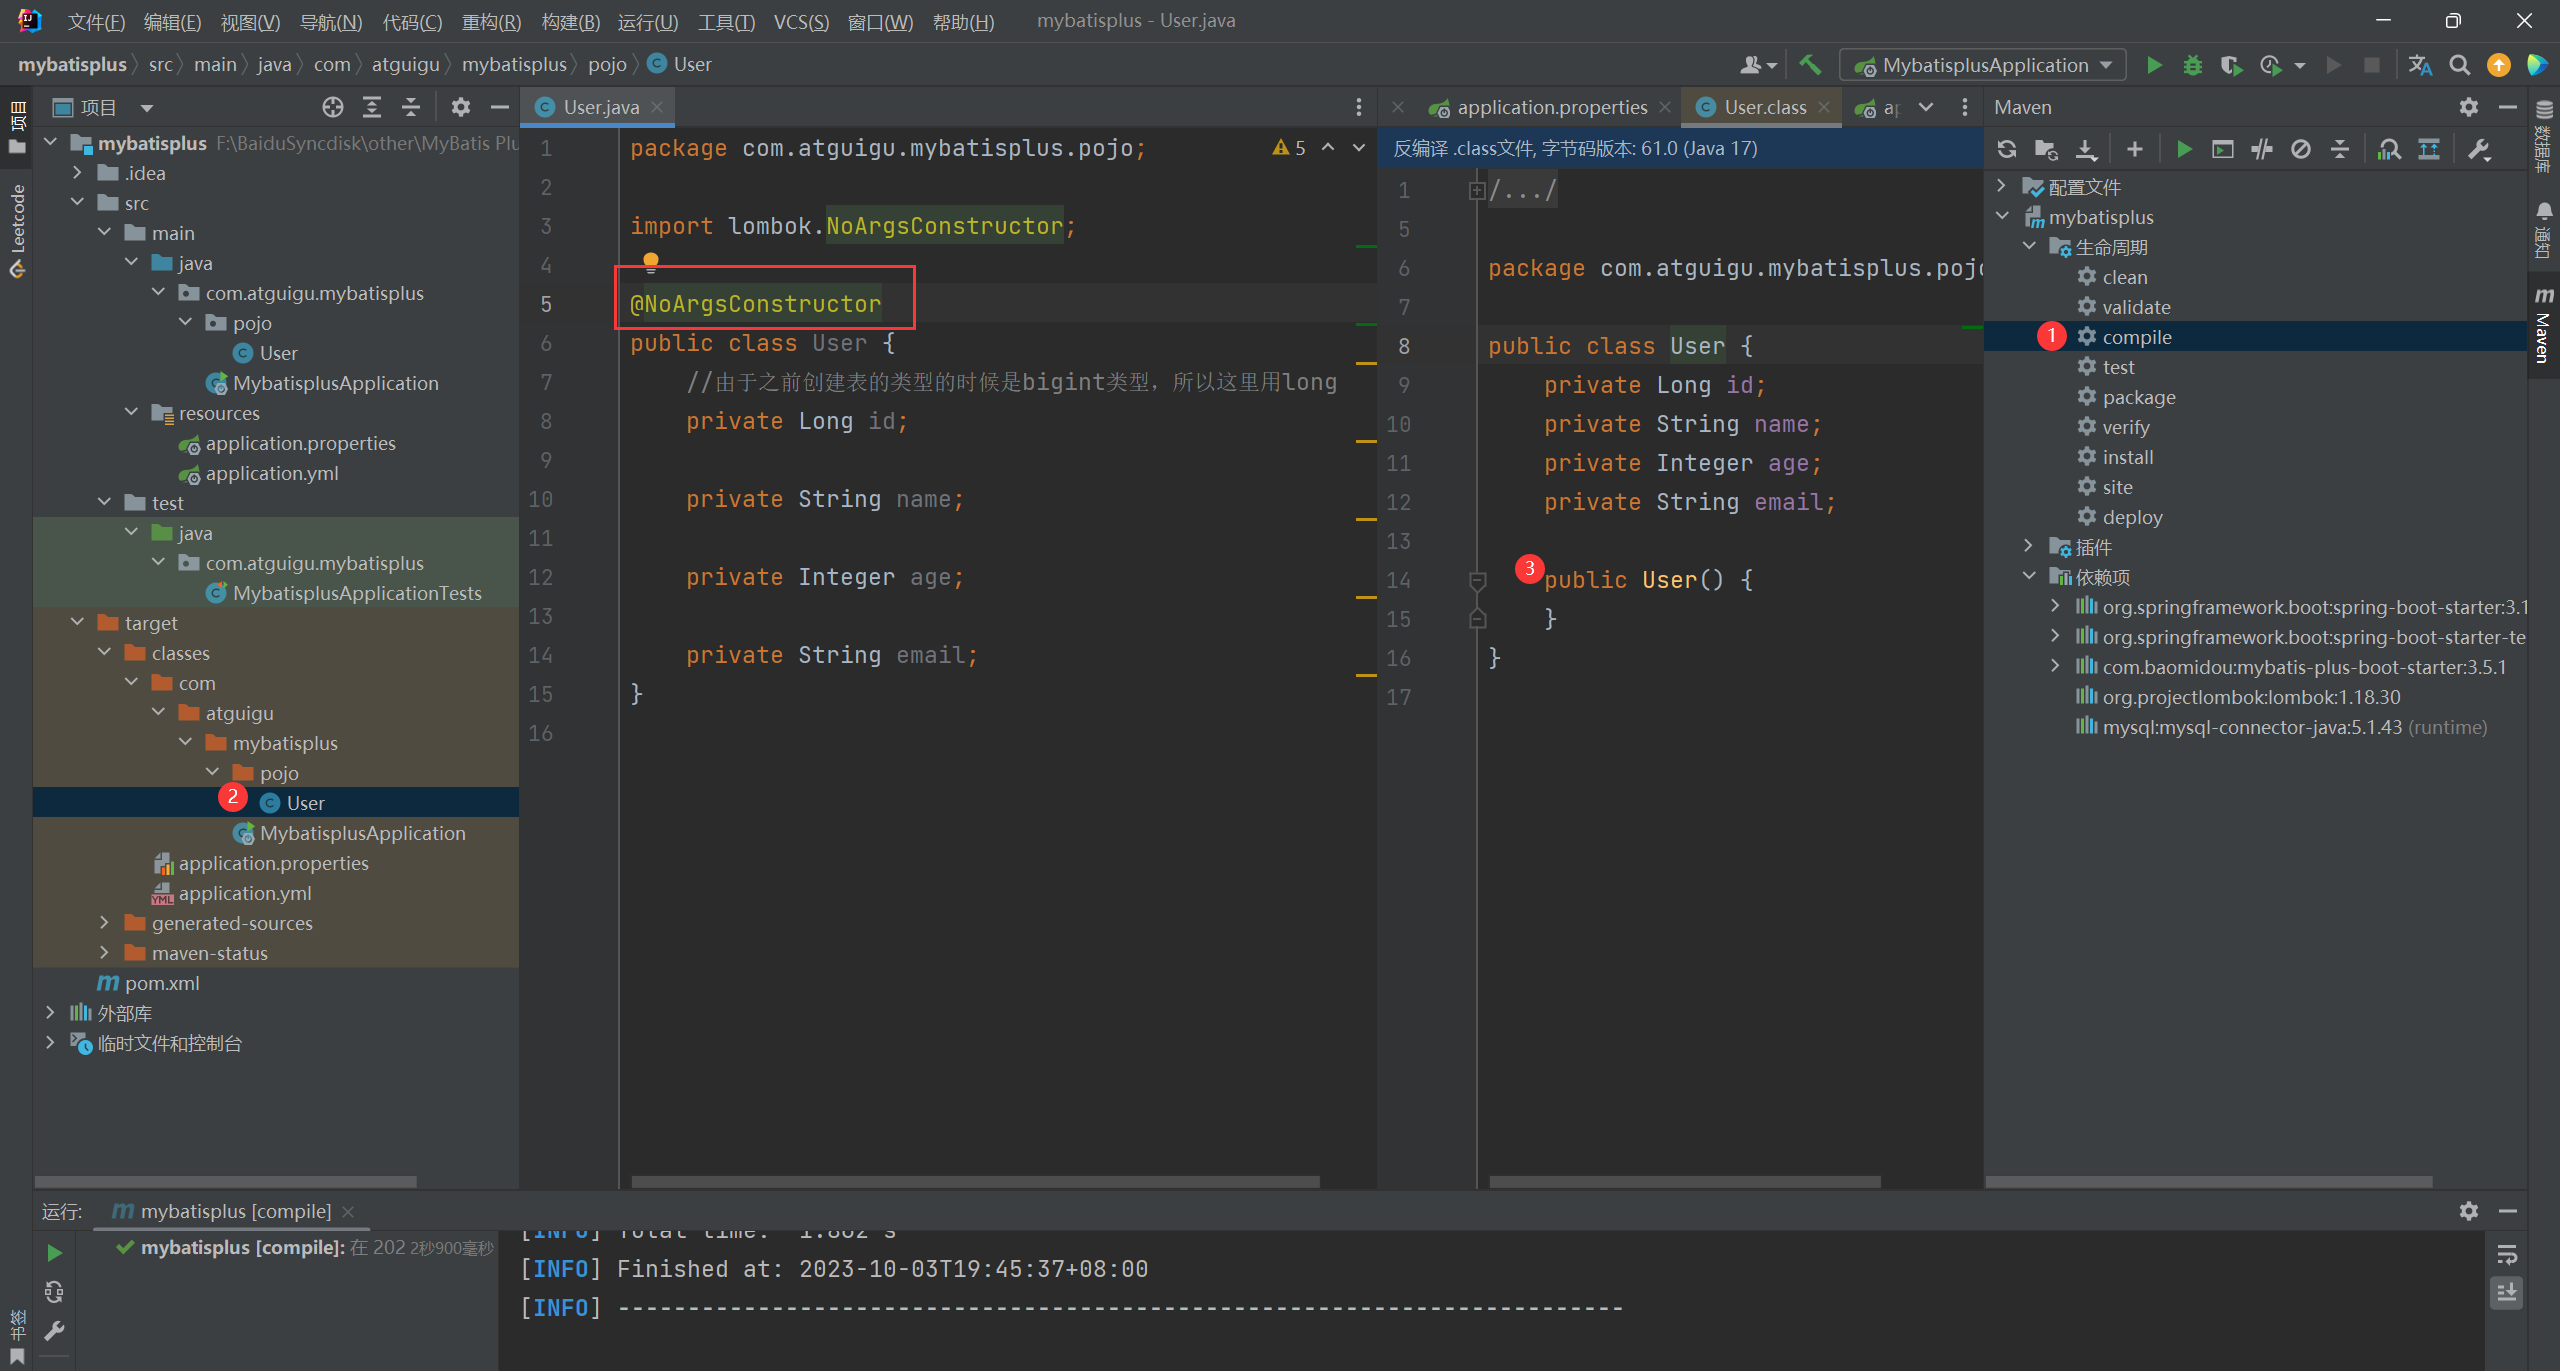 文件(F) 编辑(E) 视图(V) 导航(N) 代码(C) 重构(R) 构建(B) 运行(U) 工具(T) VCS(S) 窗口(W) 帮助(H) mybatisplus - User.java
mybatisplus src main java com atguigu mybatisplus pojo User
MybatisplusApplication
项目
Leetcode
书签
项目
mybatisplus F:\BaiduSyncdisk\other\MyBatis Plu
.idea
src
main
java
com.atguigu.mybatisplus
pojo
User
MybatisplusApplication
resources
application.properties
application.yml
test
java
com.atguigu.mybatisplus
MybatisplusApplicationTests
target
classes
com
atguigu
mybatisplus
pojo
2 User
MybatisplusApplication
application.properties
application.yml
generated-sources
maven-status
pom.xml
外部库
临时文件和控制台
User.java
5
1 package com.atguigu.mybatisplus.pojo;
2
3 import lombok.NoArgsConstructor;
4
5 @NoArgsConstructor
6 public class User {
7 //由于之前创建表的类型的时候是bigint类型，所以这里用long
8 private Long id;
9
10 private String name;
11
12 private Integer age;
13
14 private String email;
15 }
16
application.properties User.class ap
反编译 .class文件, 字节码版本: 61.0 (Java 17)
1 /.../
5
6 package com.atguigu.mybatisplus.pojo
7
8 public class User {
9 private Long id;
10 private String name;
11 private Integer age;
12 private String email;
13
14 3 public User() {
15 }
16 }
17
Maven
配置文件
mybatisplus
生命周期
clean
validate
1 compile
test
package
verify
install
site
deploy
插件
依赖项
org.springframework.boot:spring-boot-starter:3.1
org.springframework.boot:spring-boot-starter-te
com.baomidou:mybatis-plus-boot-starter:3.5.1
org.projectlombok:lombok:1.18.30
mysql:mysql-connector-java:5.1.43 (runtime)
数据库
通知
Maven
运行: mybatisplus [compile]
mybatisplus [compile]: 在 202 2秒900毫秒
[INFO] Total time: 1.862 s
[INFO] Finished at: 2023-10-03T19:45:37+08:00
[INFO] ------------------------------------------------------------------------